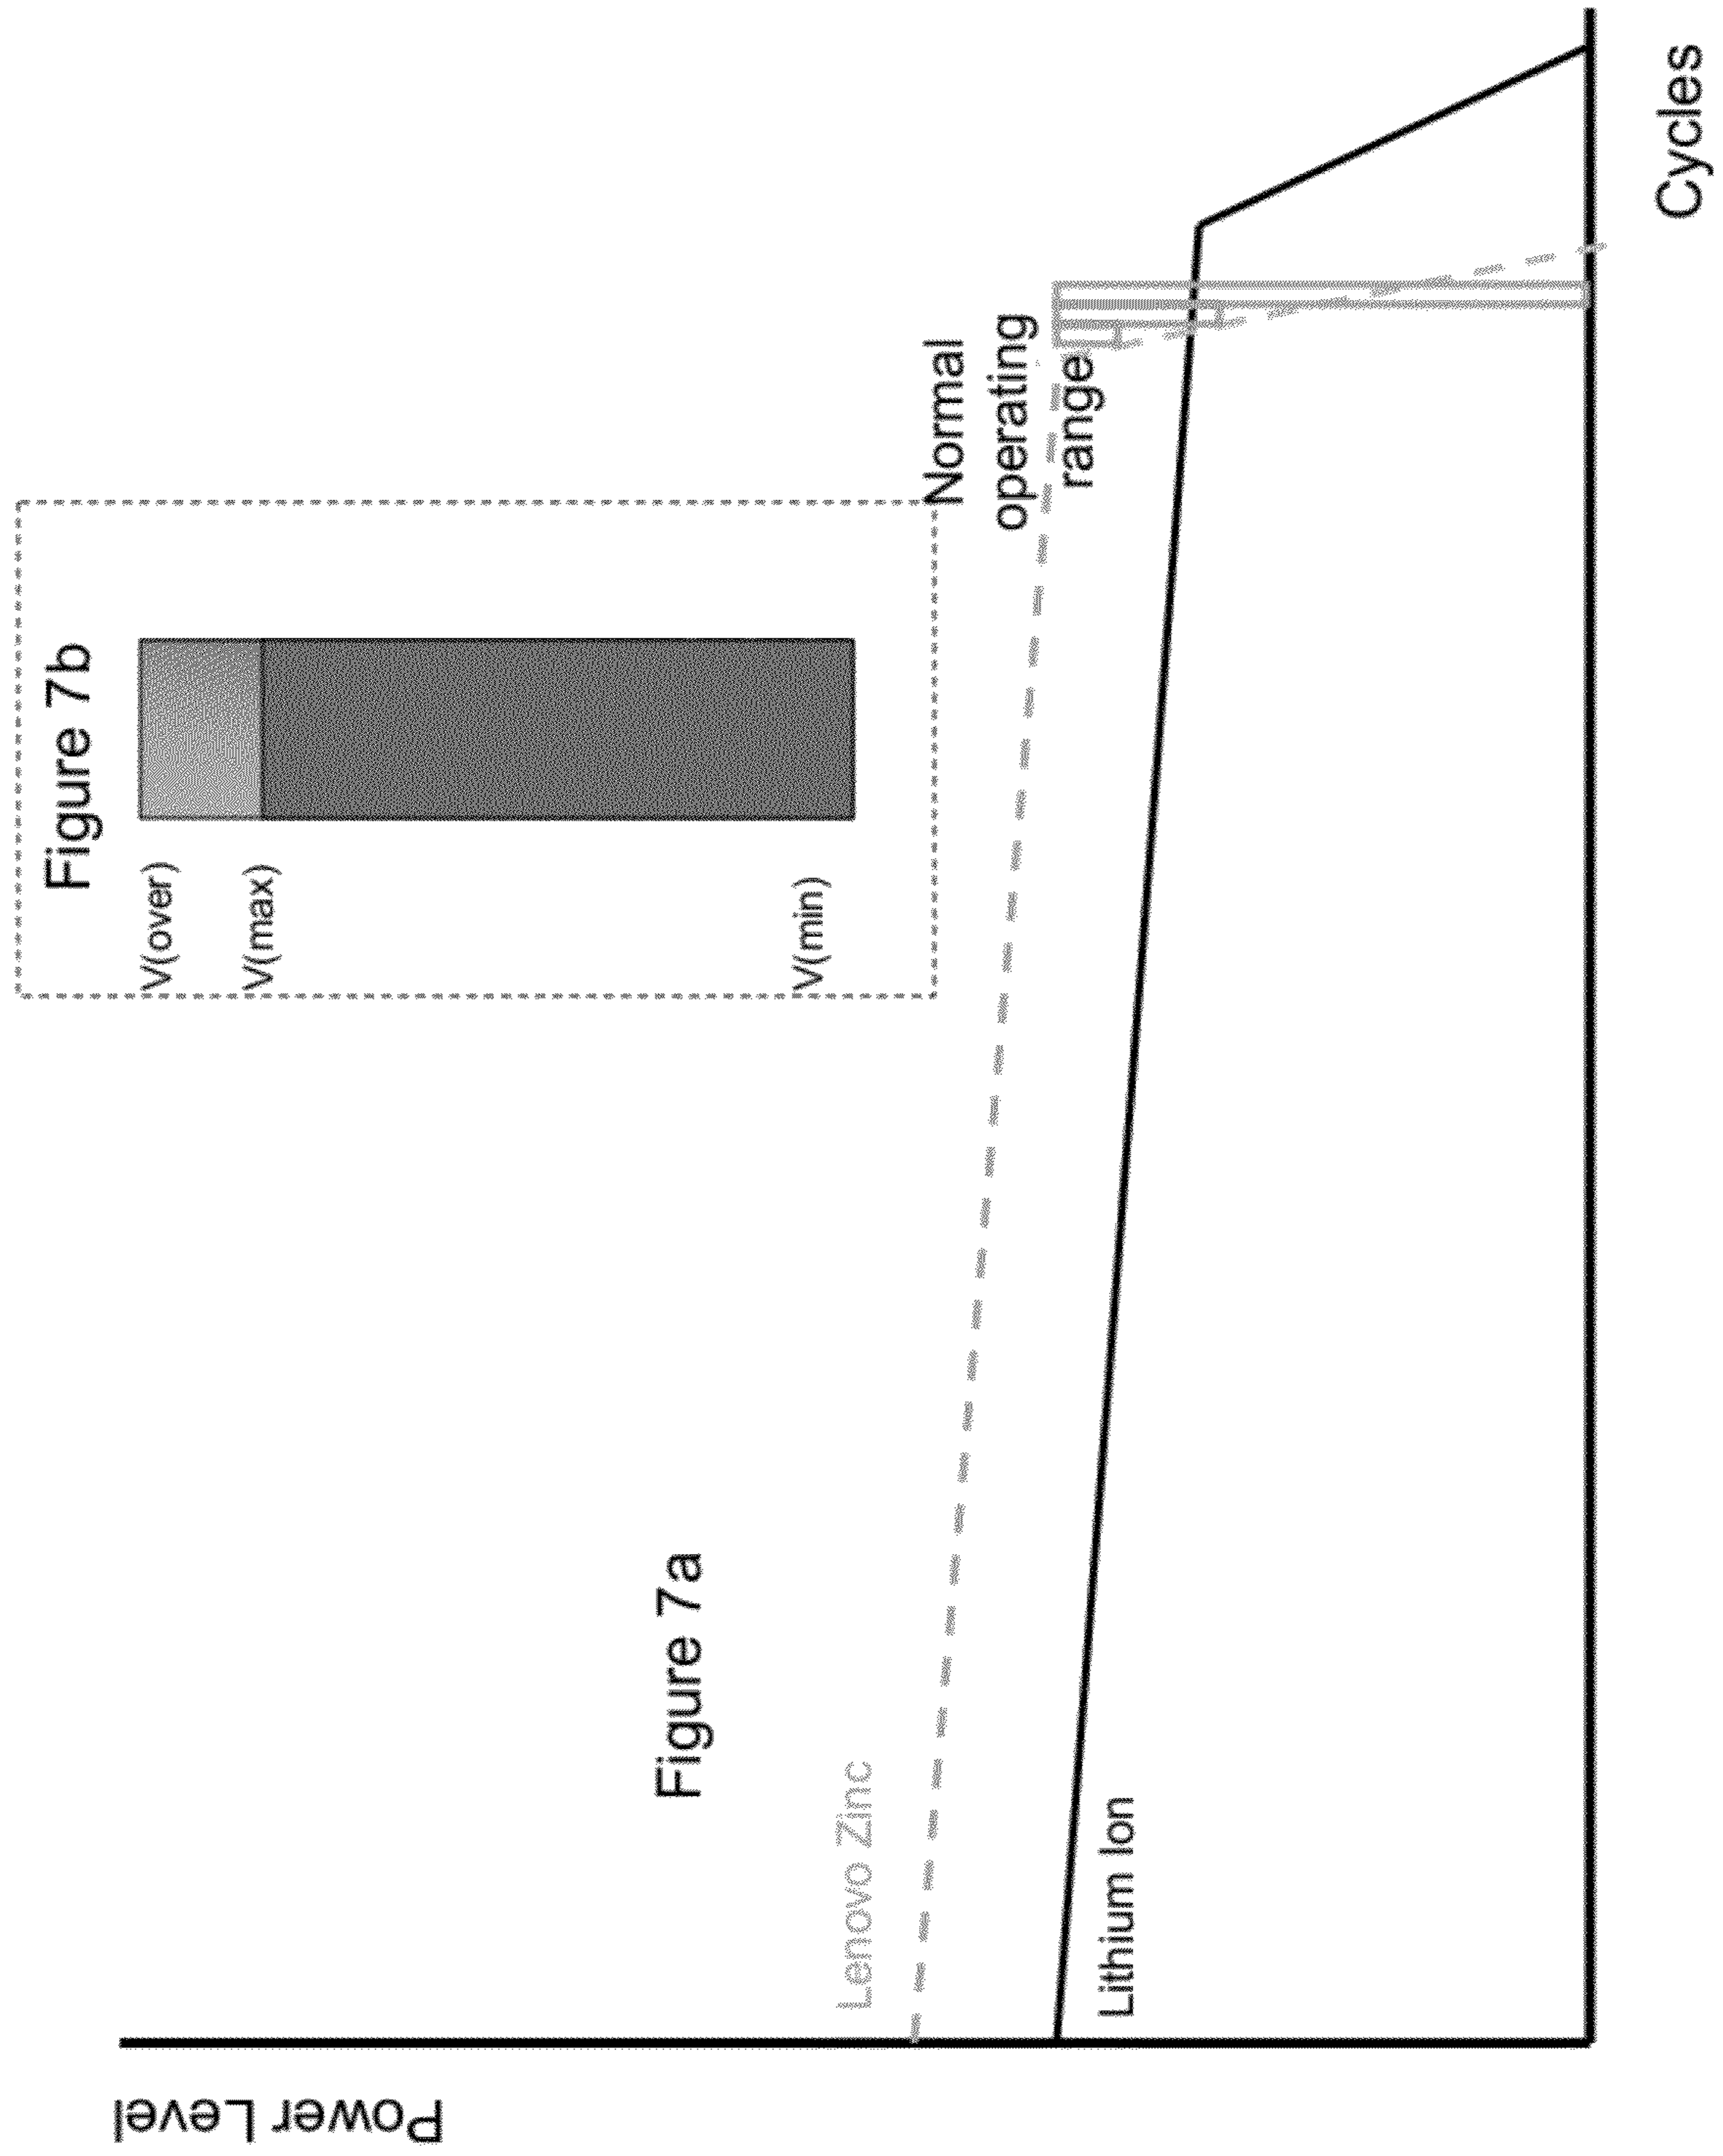 Figure 7b
V(over)
V(max)
V(min)
Normal
operating
range
Figure 7a
Lenovo Zinc
Lithium Ion
Power Level
Cycles